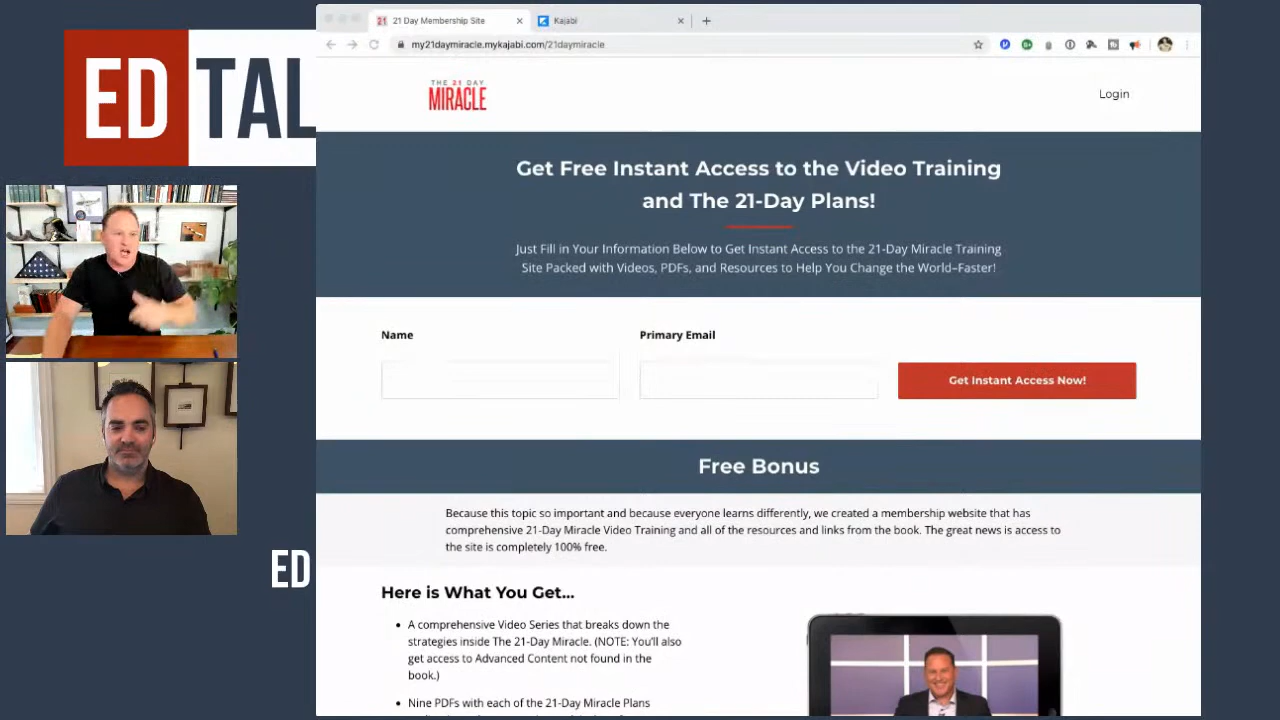 21 Day Membership Site
Kajabi
my21daymiracle.mykajabi.com/21daymiracle
ED TAL
THE 21 DAY
MIRACLE
Login
Get Free Instant Access to the Video Training
and The 21-Day Plans!
Just Fill in Your Information Below to Get Instant Access to the 21-Day Miracle Training
Site Packed with Videos, PDFs, and Resources to Help You Change the World–Faster!
Name
Primary Email
Get Instant Access Now!
Free Bonus
Because this topic so important and because everyone learns differently, we created a membership website that has
comprehensive 21-Day Miracle Video Training and all of the resources and links from the book. The great news is access to
the site is completely 100% free.
ED
Here is What You Get...
• A comprehensive Video Series that breaks down the
strategies inside The 21-Day Miracle. (NOTE: You'll also
get access to Advanced Content not found in the
book.)
• Nine PDFs with each of the 21-Day Miracle Plans